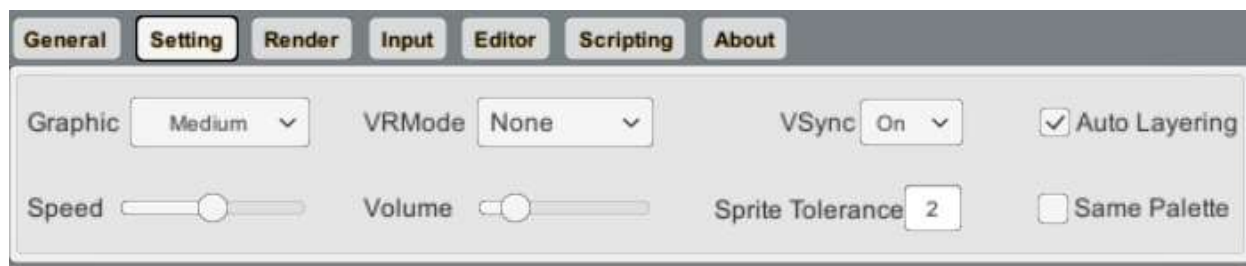 General Setting Render Input Editor Scripting About
Graphic Medium VRMode None VSync On Auto Layering
Speed Volume Sprite Tolerance 2 Same Palette